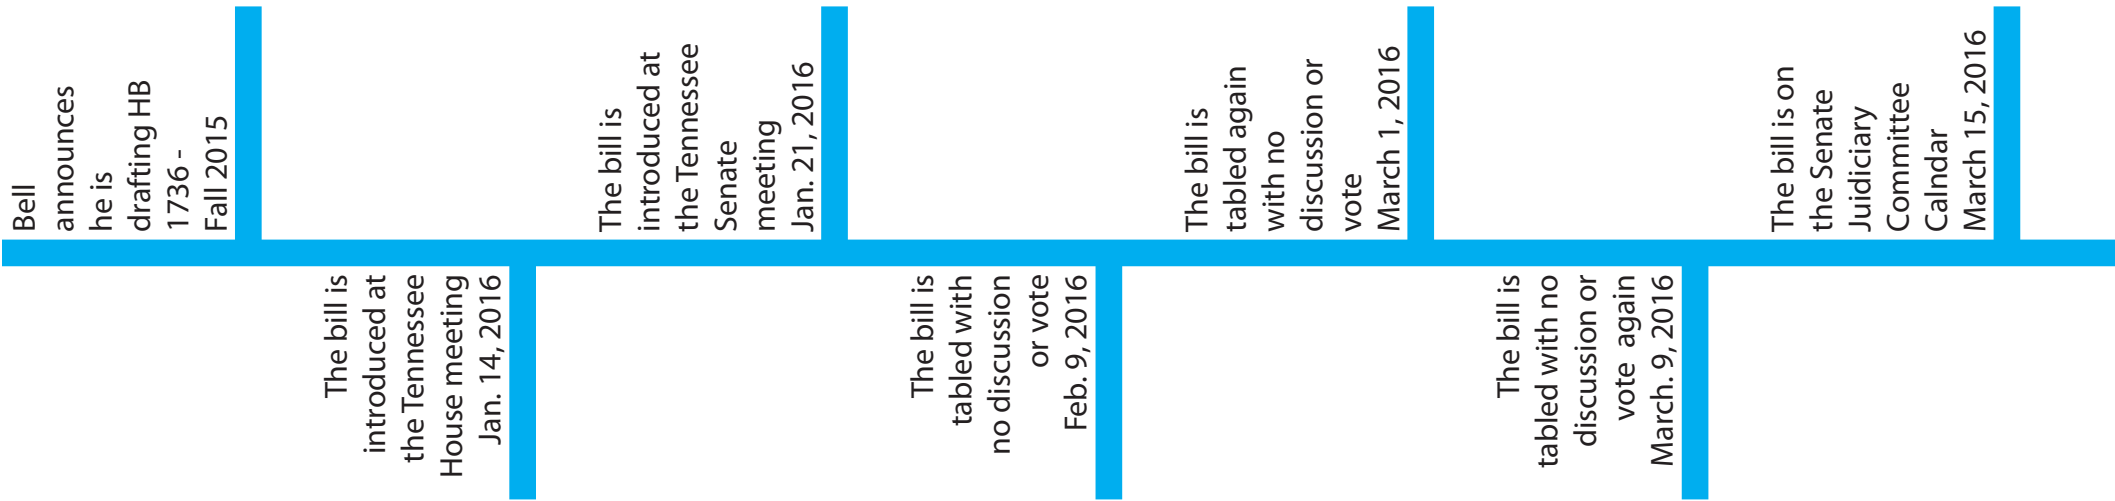 Bell
announces
he is
drafting HB
1736 -
Fall 2015
The bill is
introduced at
the Tennessee
House meeting
Jan. 14, 2016
The bill is
introduced at
the Tennessee
Senate
meeting
Jan. 21, 2016
The bill is
tabled with
no discussion
or vote
Feb. 9, 2016
The bill is
tabled again
with no
discussion or
vote
March 1, 2016
The bill is
tabled with no
discussion or
vote again
March. 9, 2016
The bill is on
the Senate
Juidiciary
Committee
Calndar
March 15, 2016